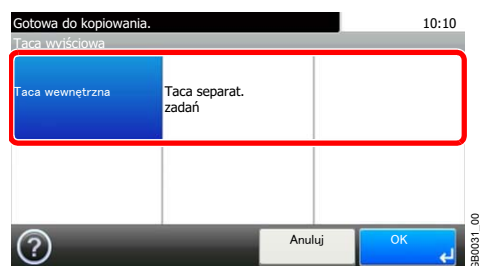 Gotowa do kopiowania. 10:10
Taca wyjściowa
Taca wewnętrzna
Taca separat.
zadań
Anuluj
OK
GB0031_00